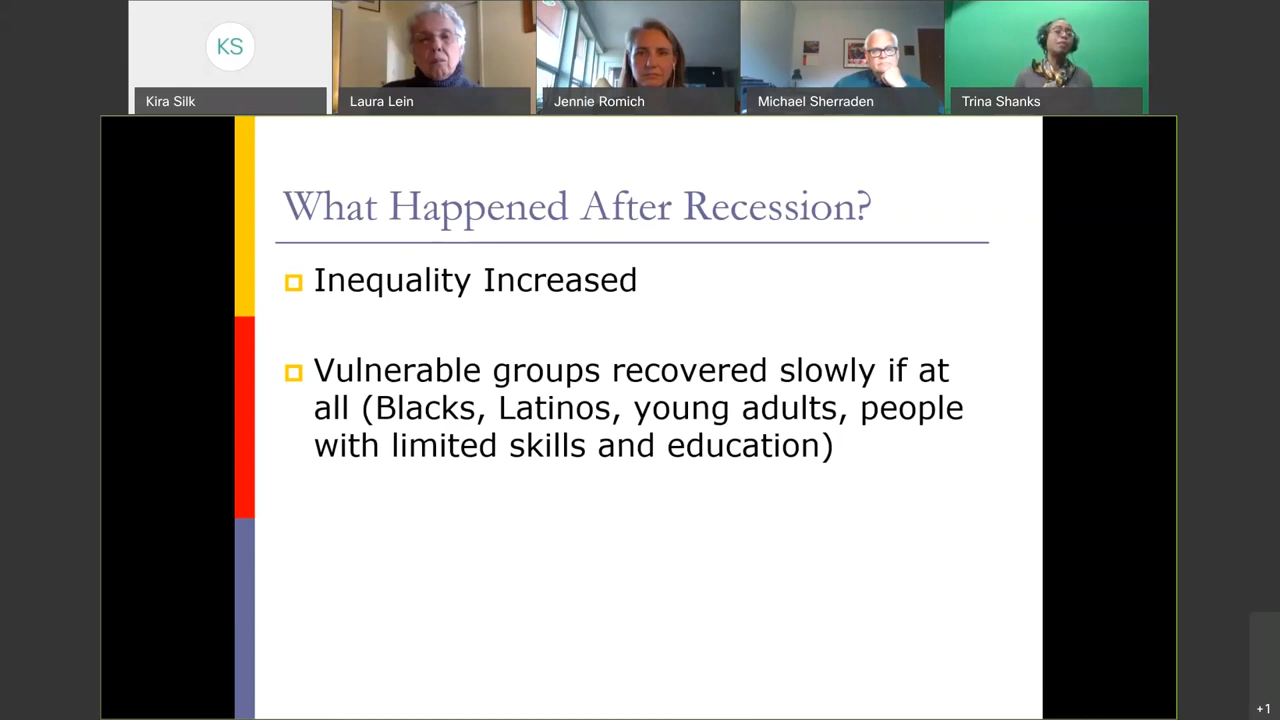 KS
Kira Silk
Laura Lein
Jennie Romich
Michael Sherraden
Trina Shanks
What Happened After Recession?
Inequality Increased
Vulnerable groups recovered slowly if at
all (Blacks, Latinos, young adults, people
with limited skills and education)
+1